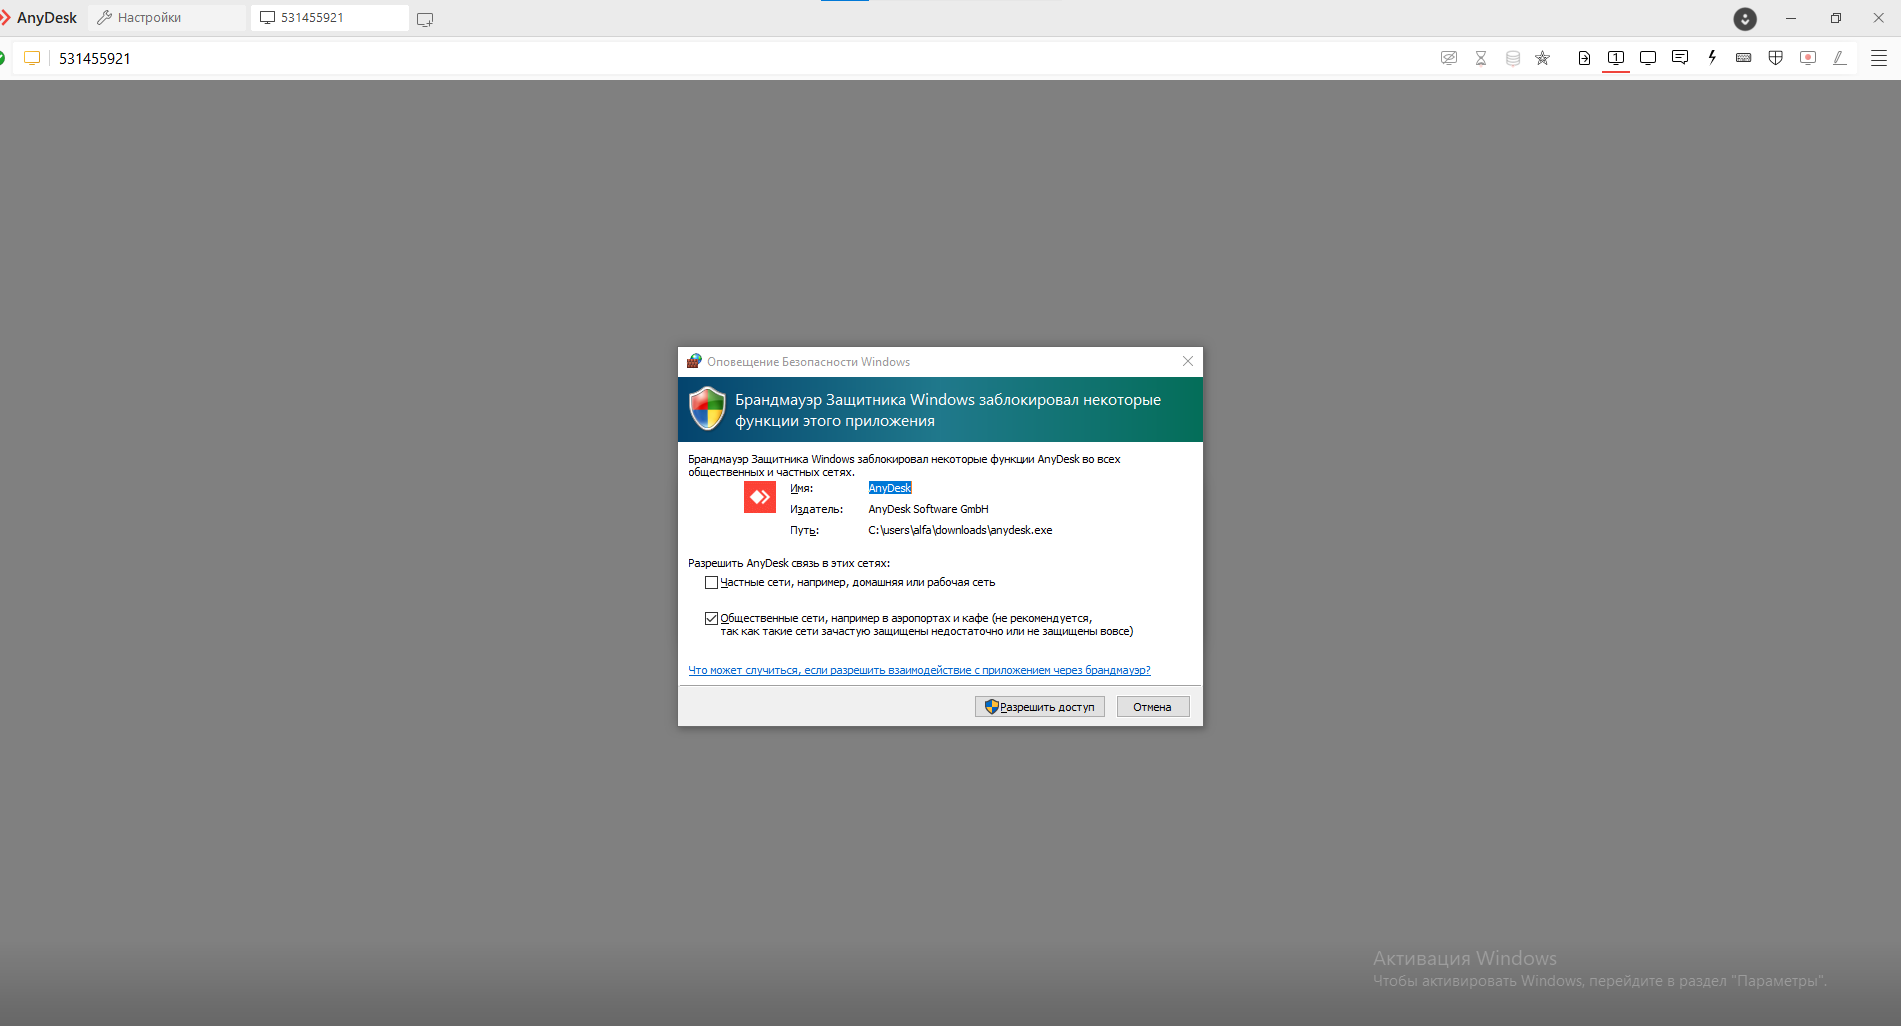 AnyDesk
Настройки
531455921
531455921
1
Оповещение Безопасности Windows
Брандмауэр Защитника Windows заблокировал некоторые
функции этого приложения
Брандмауэр Защитника Windows заблокировал некоторые функции AnyDesk во всех
общественных и частных сетях.
Имя: AnyDesk
Издатель: AnyDesk Software GmbH
Путь: C:\users\alfa\downloads\anydesk.exe
Разрешить AnyDesk связь в этих сетях:
Частные сети, например, домашняя или рабочая сеть
Общественные сети, например в аэропортах и кафе (не рекомендуется,
так как такие сети зачастую защищены недостаточно или не защищены вовсе)
Что может случиться, если разрешить взаимодействие с приложением через брандмауэр?
Разрешить доступ
Отмена
Активация Windows
Чтобы активировать Windows, перейдите в раздел "Параметры".